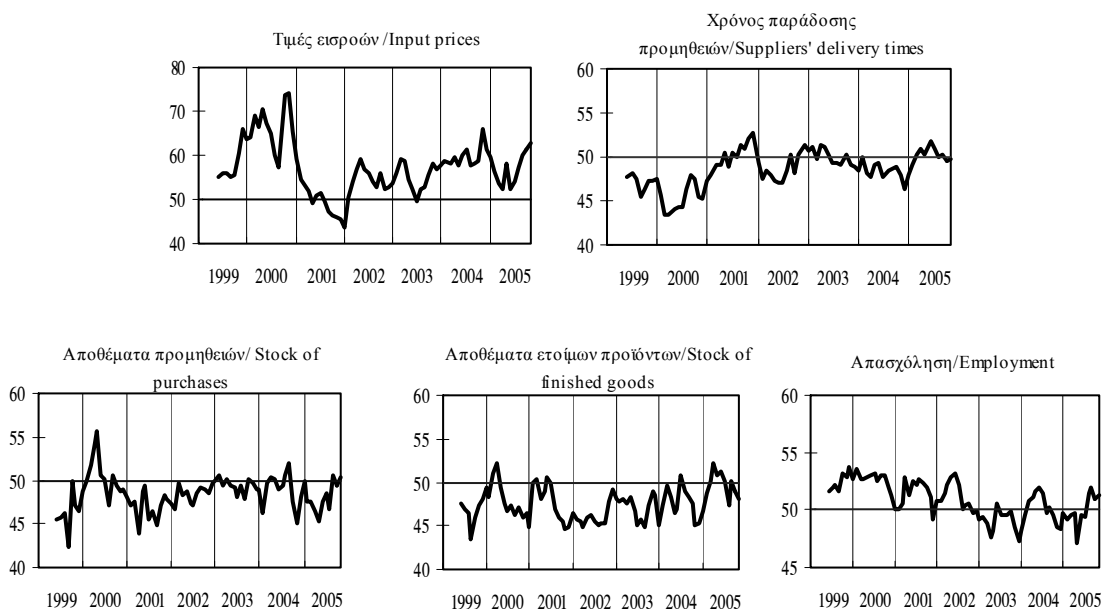 Τιμές εισροών /Input prices
80
70
60
50
40
1999 2000 2001 2002 2003 2004 2005
Χρόνος παράδοσης
προμηθειών/Suppliers' delivery times
60
55
50
45
40
1999 2000 2001 2002 2003 2004 2005
Αποθέματα προμηθειών/ Stock of
purchases
60
55
50
45
40
1999 2000 2001 2002 2003 2004 2005
Αποθέματα ετοίμων προϊόντων/Stock of
finished goods
60
55
50
45
40
1999 2000 2001 2002 2003 2004 2005
Απασχόληση/Employment
60
55
50
45
1999 2000 2001 2002 2003 2004 2005